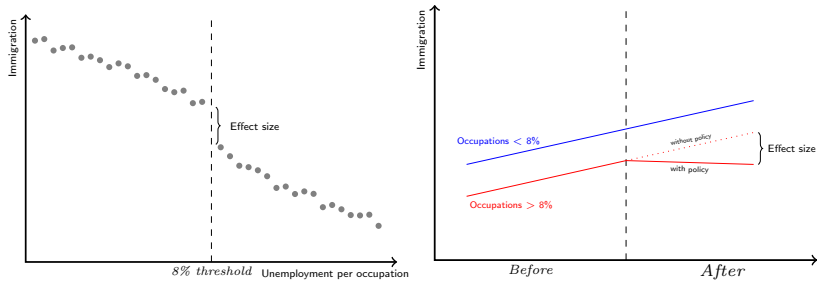 Immigration
Effect size
8% threshold
Unemployment per occupation
Immigration
Occupations < 8%
without policy
Effect size
with policy
Occupations > 8%
Before
After